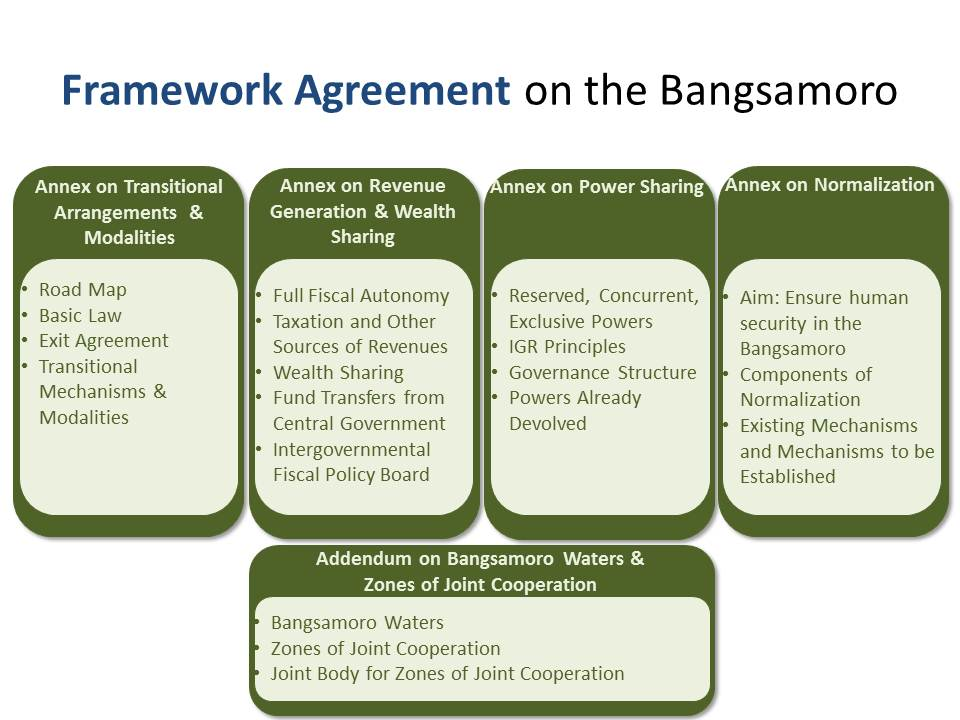 Framework Agreement on the Bangsamoro
Annex on Transitional
Arrangements &
Modalities
• Road Map
• Basic Law
• Exit Agreement
• Transitional
Mechanisms &
Modalities
Annex on Revenue
Generation & Wealth
Sharing
• Full Fiscal Autonomy
• Taxation and Other
Sources of Revenues
• Wealth Sharing
• Fund Transfers from
Central Government
• Intergovernmental
Fiscal Policy Board
Annex on Power Sharing
• Reserved, Concurrent,
Exclusive Powers
• IGR Principles
• Governance Structure
• Powers Already
Devolved
Annex on Normalization
• Aim: Ensure human
security in the
Bangsamoro
• Components of
Normalization
• Existing Mechanisms
and Mechanisms to be
Established
Addendum on Bangsamoro Waters &
Zones of Joint Cooperation
• Bangsamoro Waters
• Zones of Joint Cooperation
• Joint Body for Zones of Joint Cooperation